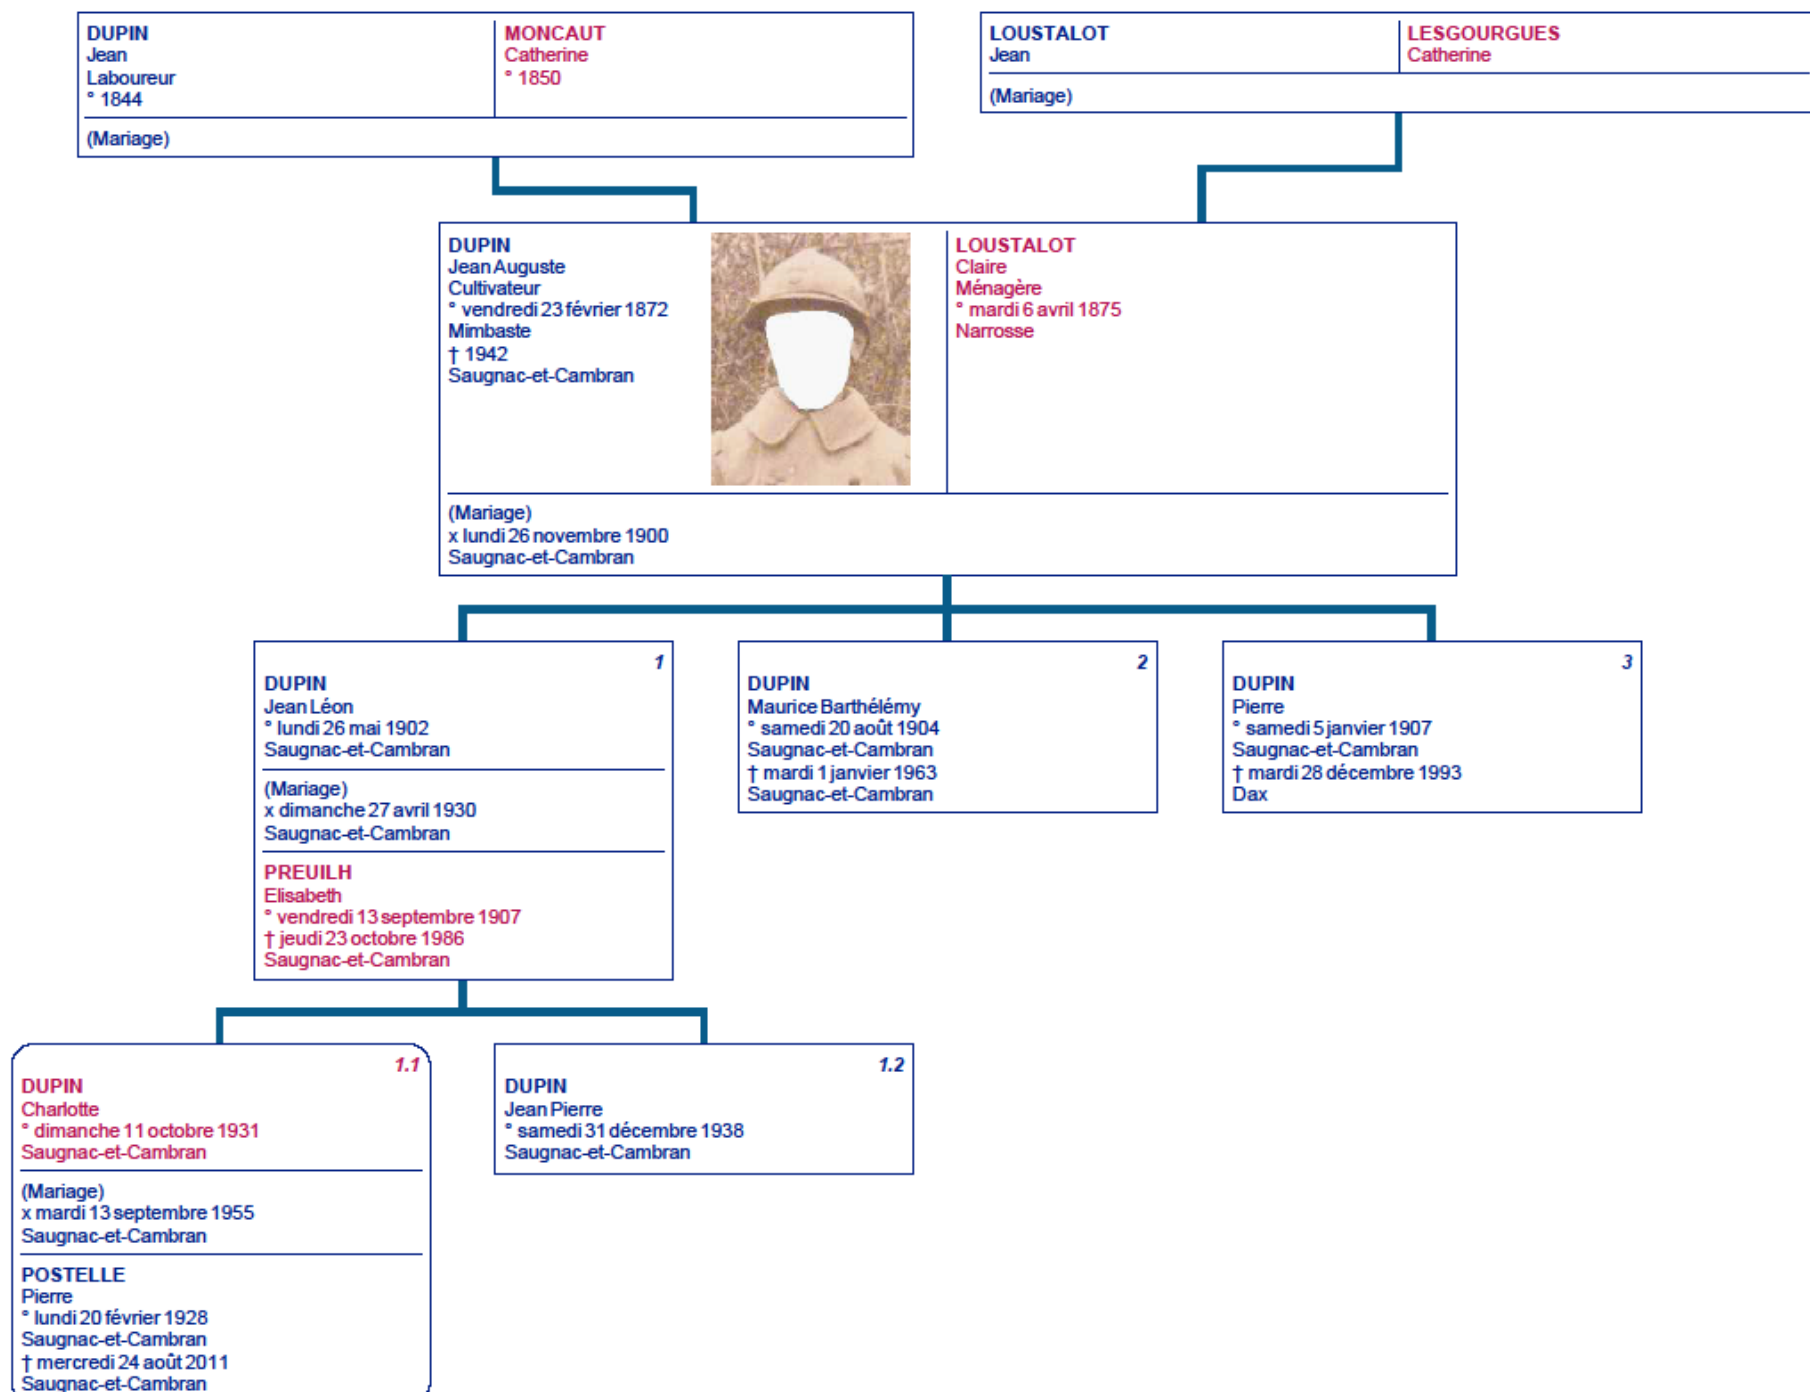 DUPIN
Jean
Laboureur
° 1844
MONCAUT
Catherine
° 1850
(Mariage)
LOUSTALOT
Jean
LESGOURGUES
Catherine
(Mariage)
DUPIN
Jean Auguste
Cultivateur
° vendredi 23 février 1872
Mimbaste
† 1942
Saugnac-et-Cambran
LOUSTALOT
Claire
Ménagère
° mardi 6 avril 1875
Narrosse
(Mariage)
x lundi 26 novembre 1900
Saugnac-et-Cambran
1
DUPIN
Jean Léon
° lundi 26 mai 1902
Saugnac-et-Cambran
(Mariage)
x dimanche 27 avril 1930
Saugnac-et-Cambran
PREUILH
Elisabeth
° vendredi 13 septembre 1907
† jeudi 23 octobre 1986
Saugnac-et-Cambran
2
DUPIN
Maurice Barthélémy
° samedi 20 août 1904
Saugnac-et-Cambran
† mardi 1 janvier 1963
Saugnac-et-Cambran
3
DUPIN
Pierre
° samedi 5 janvier 1907
Saugnac-et-Cambran
† mardi 28 décembre 1993
Dax
1.1
DUPIN
Charlotte
° dimanche 11 octobre 1931
Saugnac-et-Cambran
(Mariage)
x mardi 13 septembre 1955
Saugnac-et-Cambran
POSTELLE
Pierre
° lundi 20 février 1928
Saugnac-et-Cambran
† mercredi 24 août 2011
Saugnac-et-Cambran
1.2
DUPIN
Jean Pierre
° samedi 31 décembre 1938
Saugnac-et-Cambran